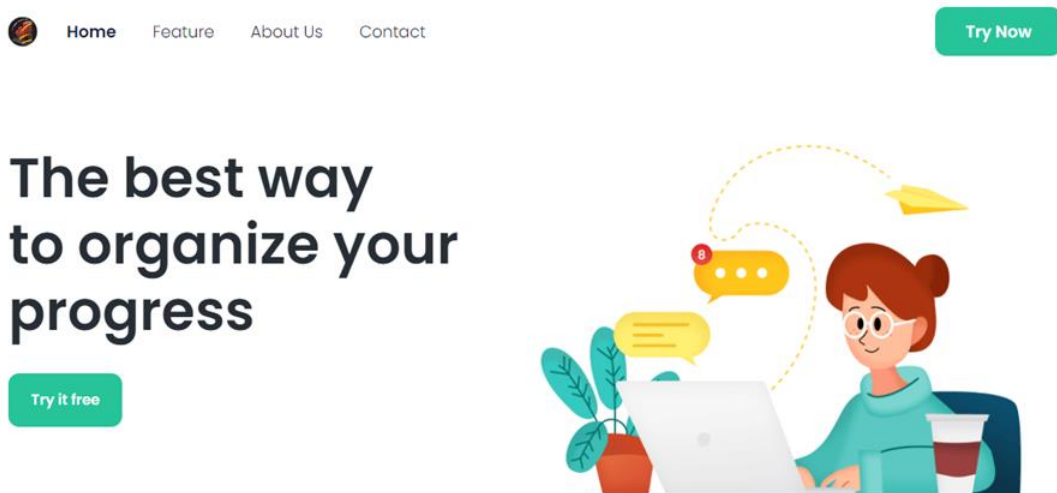 Home Feature About Us Contact Try Now
The best way
to organize your
progress
Try it free
8